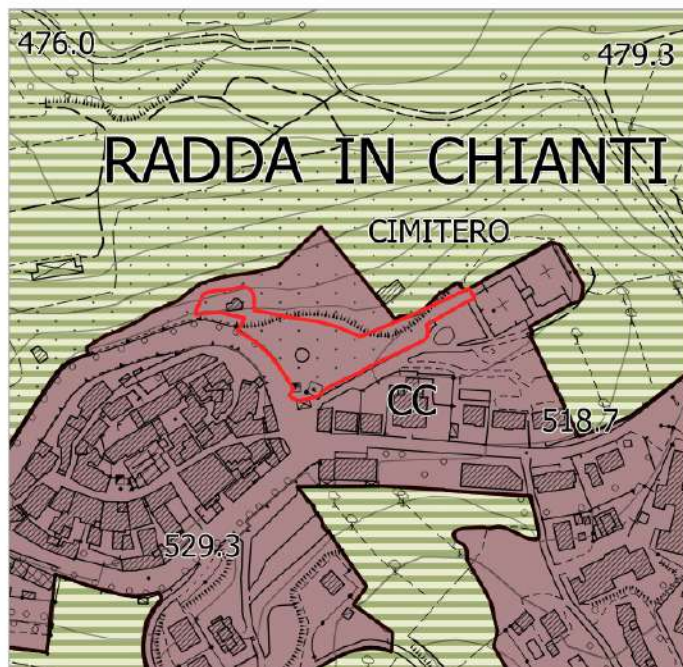 476.0
479.3
RADDA IN CHIANTI
CIMITERO
CC
518.7
529.3